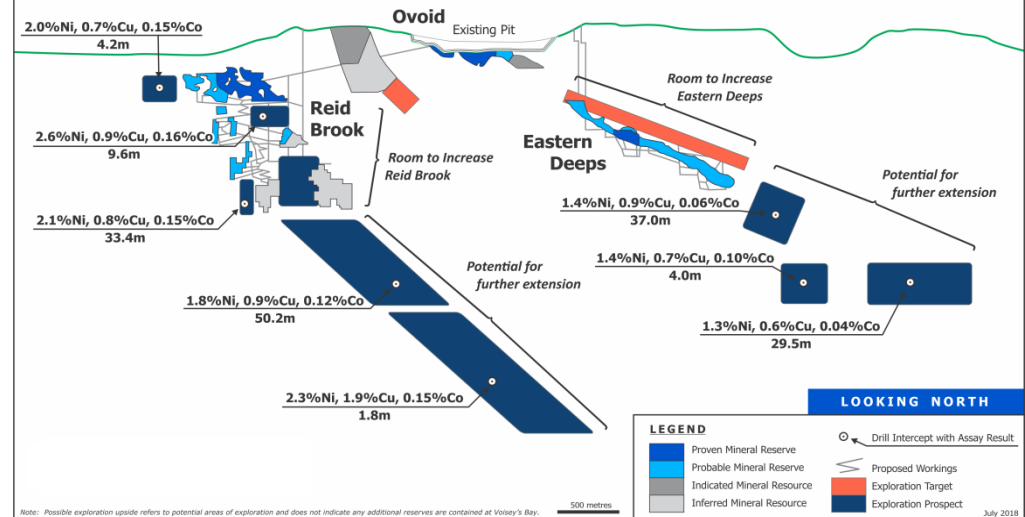 Ovoid
Existing Pit
2.0%Ni, 0.7%Cu, 0.15%Co
4.2m
Room to Increase
Eastern Deeps
Reid
Brook
2.6%Ni, 0.9%Cu, 0.16%Co
9.6m
Room to Increase
Reid Brook
Eastern
Deeps
Potential for
further extension
2.1%Ni, 0.8%Cu, 0.15%Co
33.4m
1.4%Ni, 0.9%Cu, 0.06%Co
37.0m
1.4%Ni, 0.7%Cu, 0.10%Co
4.0m
Potential for
further extension
1.8%Ni, 0.9%Cu, 0.12%Co
50.2m
1.3%Ni, 0.6%Cu, 0.04%Co
29.5m
2.3%Ni, 1.9%Cu, 0.15%Co
1.8m
LOOKING NORTH
LEGEND
Proven Mineral Reserve
Probable Mineral Reserve
Indicated Mineral Resource
Inferred Mineral Resource
Drill Intercept with Assay Result
Proposed Workings
Exploration Target
Exploration Prospect
July 2018
500 metres
Note: Possible exploration upside refers to potential areas of exploration and does not indicate any additional reserves are contained at Voisey's Bay.